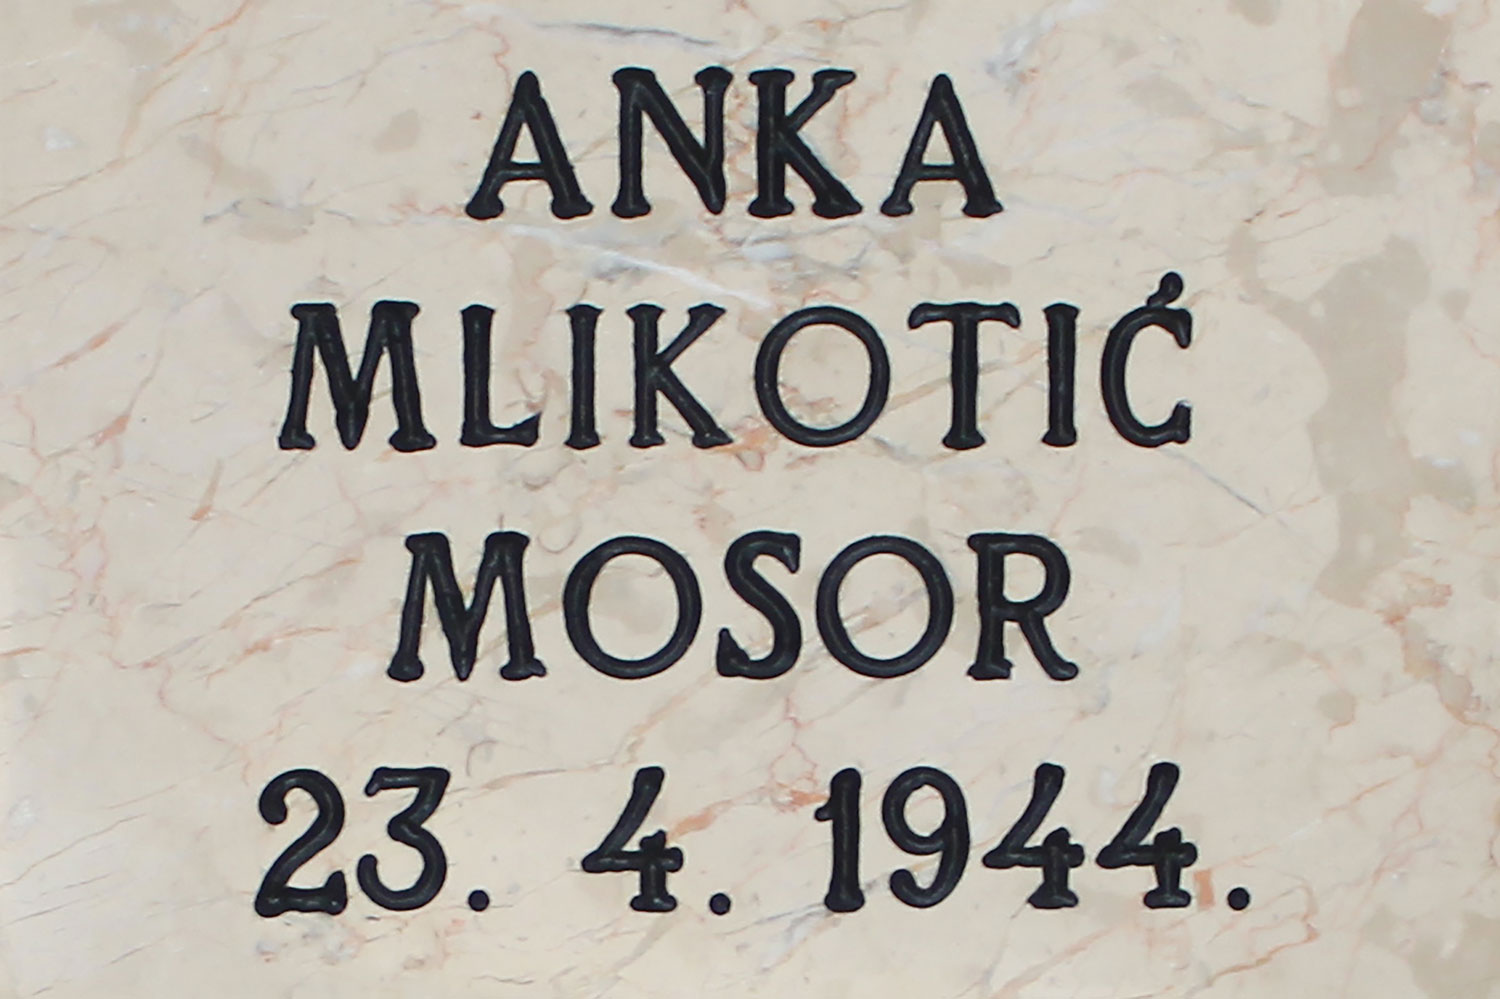 ANKA
MLIKOTIĆ
MOSOR
23. 4. 1944.